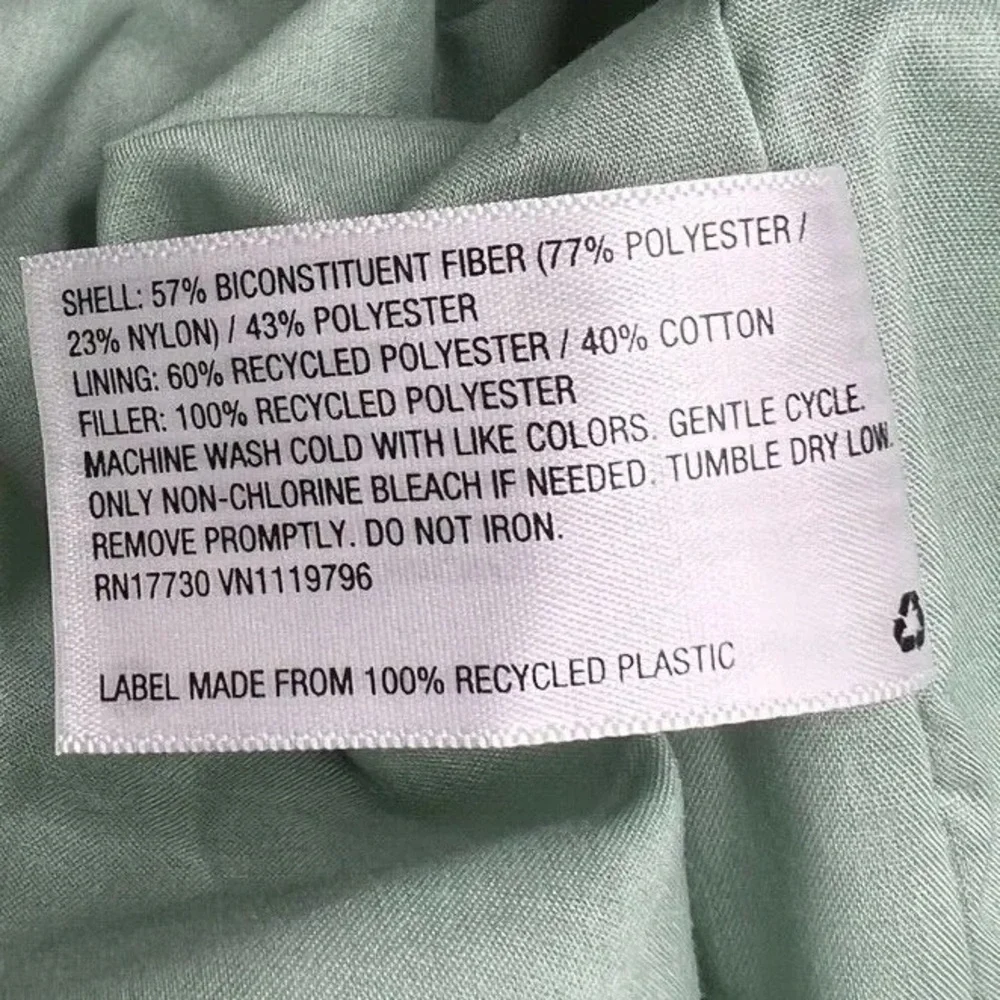 SHELL: 57% BICONSTITUENT FIBER (77% POLYESTER /
23% NYLON) / 43% POLYESTER
LINING: 60% RECYCLED POLYESTER / 40% COTTON
FILLER: 100% RECYCLED POLYESTER
MACHINE WASH COLD WITH LIKE COLORS. GENTLE CYCLE.
ONLY NON-CHLORINE BLEACH IF NEEDED. TUMBLE DRY LOW.
REMOVE PROMPTLY. DO NOT IRON.
RN17730 VN1119796
LABEL MADE FROM 100% RECYCLED PLASTIC